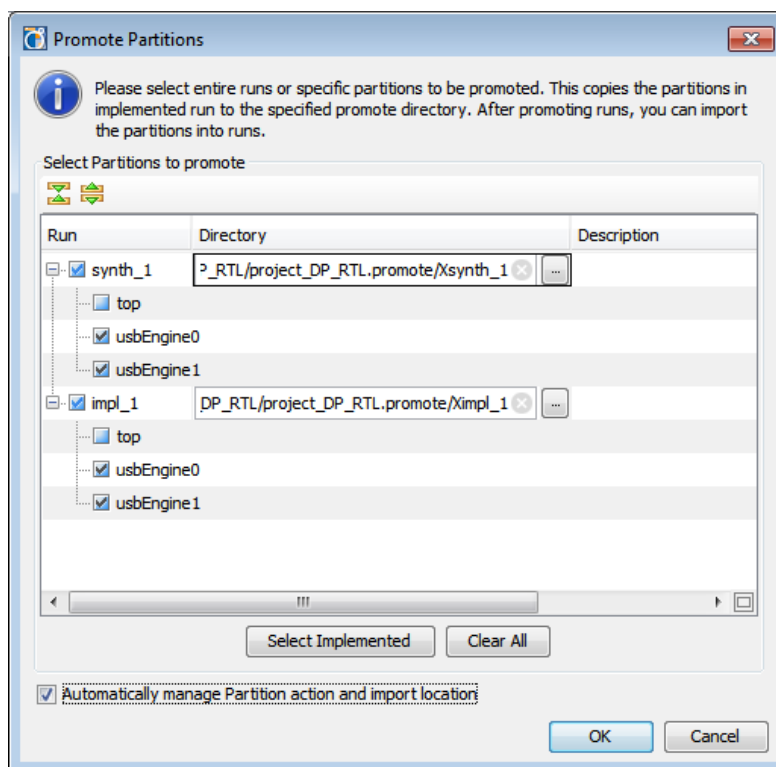 Promote Partitions
Please select entire runs or specific partitions to be promoted. This copies the partitions in
implemented run to the specified promote directory. After promoting runs, you can import
the partitions into runs.
Select Partitions to promote
Run Directory Description
synth_1 P_RTL/project_DP_RTL.promote/Xsynth_1 ...
top
usbEngine0
usbEngine1
impl_1 DP_RTL/project_DP_RTL.promote/Ximpl_1 ...
top
usbEngine0
usbEngine1
Select Implemented Clear All
Automatically manage Partition action and import location
OK Cancel